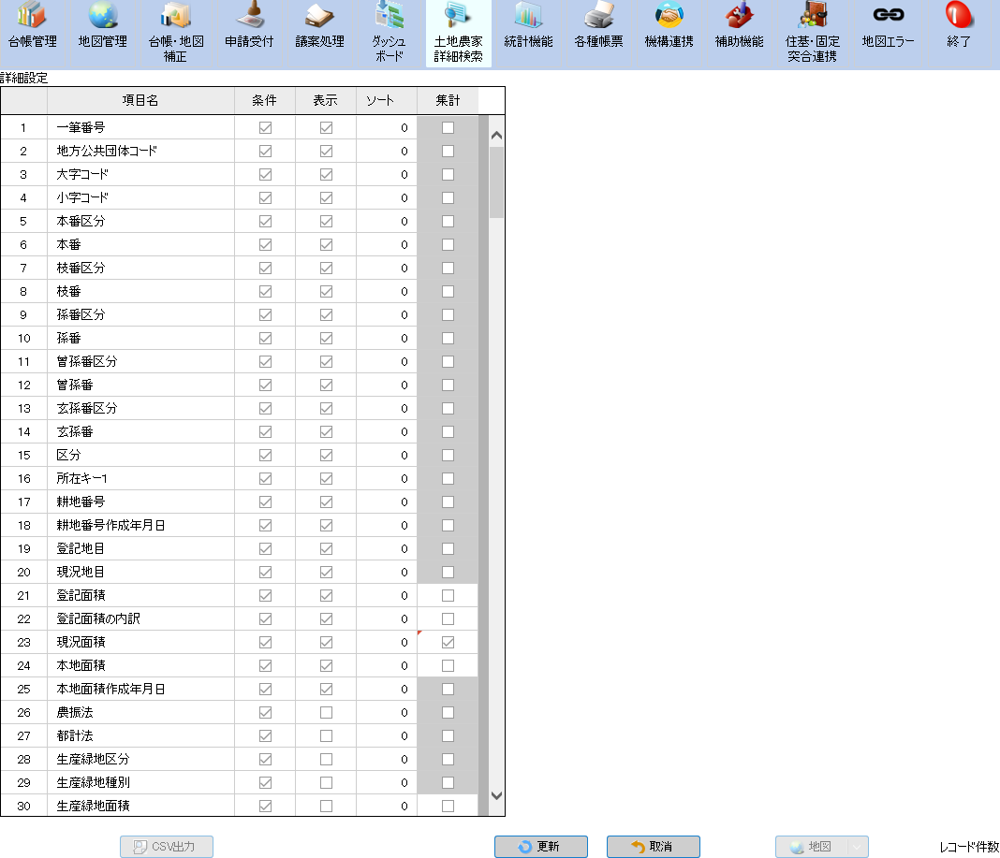 台帳管理 地図管理 台帳・地図 申請受付 議案処理 ダッシュ 土地農家 統計機能 各種帳票 機構連携 補助機能 住基・固定 地図エラー 終了
補正 ボード 詳細検索 突合連携
詳細設定
項目名 条件 表示 ソート 集計
1 一筆番号 0
2 地方公共団体コード 0
3 大字コード 0
4 小字コード 0
5 本番区分 0
6 本番 0
7 枝番区分 0
8 枝番 0
9 孫番区分 0
10 孫番 0
11 曽孫番区分 0
12 曽孫番 0
13 玄孫番区分 0
14 玄孫番 0
15 区分 0
16 所在キー1 0
17 耕地番号 0
18 耕地番号作成年月日 0
19 登記地目 0
20 現況地目 0
21 登記面積 0
22 登記面積の内訳 0
23 現況面積 0
24 本地面積 0
25 本地面積作成年月日 0
26 農振法 0
27 都計法 0
28 生産緑地区分 0
29 生産緑地種別 0
30 生産緑地面積 0
CSV出力 更新 取消 地図 レコード件数